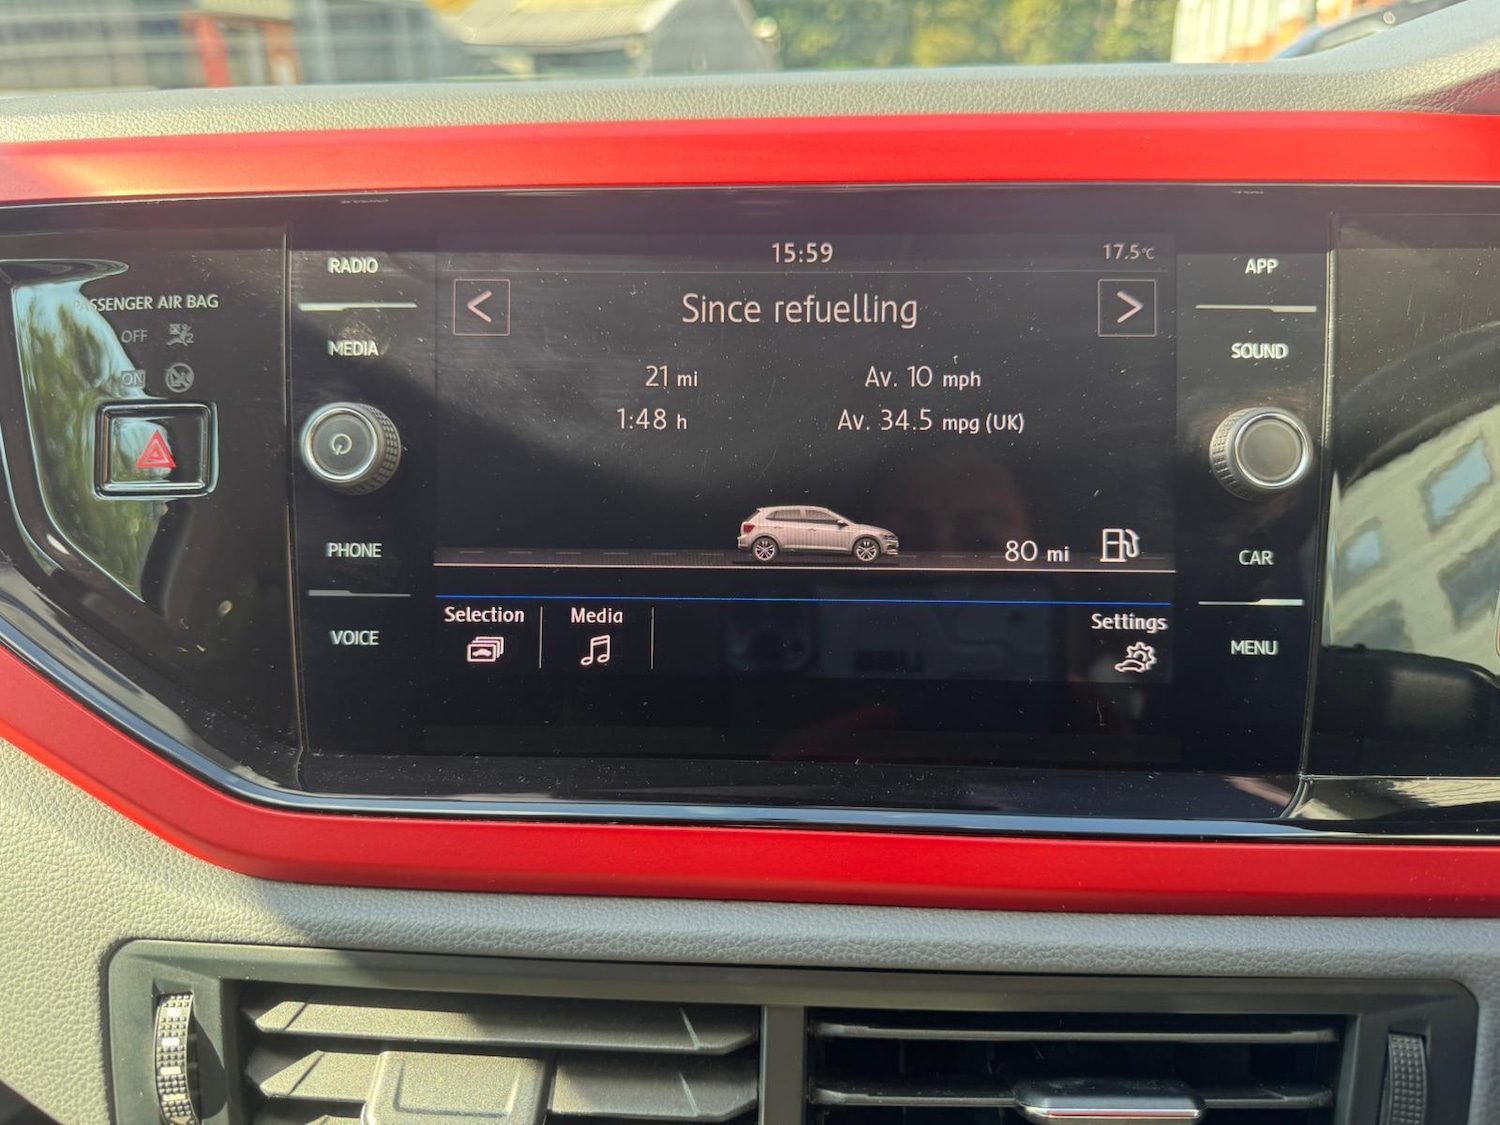 15:59
17.5°C
Since refuelling
21 mi
Av. 10 mph
1:48 h
Av. 34.5 mpg (UK)
80 mi
Selection
Media
Settings
RADIO
MEDIA
PHONE
VOICE
APP
SOUND
CAR
MENU
PASSENGER AIR BAG
OFF
ON